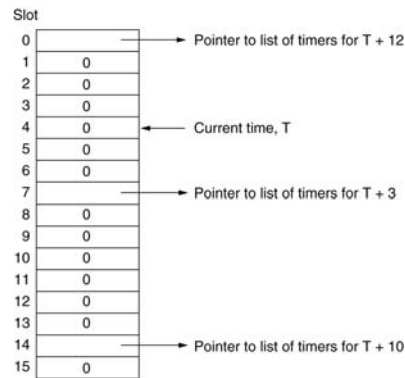 Slot
0 Pointer to list of timers for T + 12
1 0
2 0
3 0
4 0 Current time, T
5 0
6 0
7 Pointer to list of timers for T + 3
8 0
9 0
10 0
11 0
12 0
13 0
14 Pointer to list of timers for T + 10
15 0